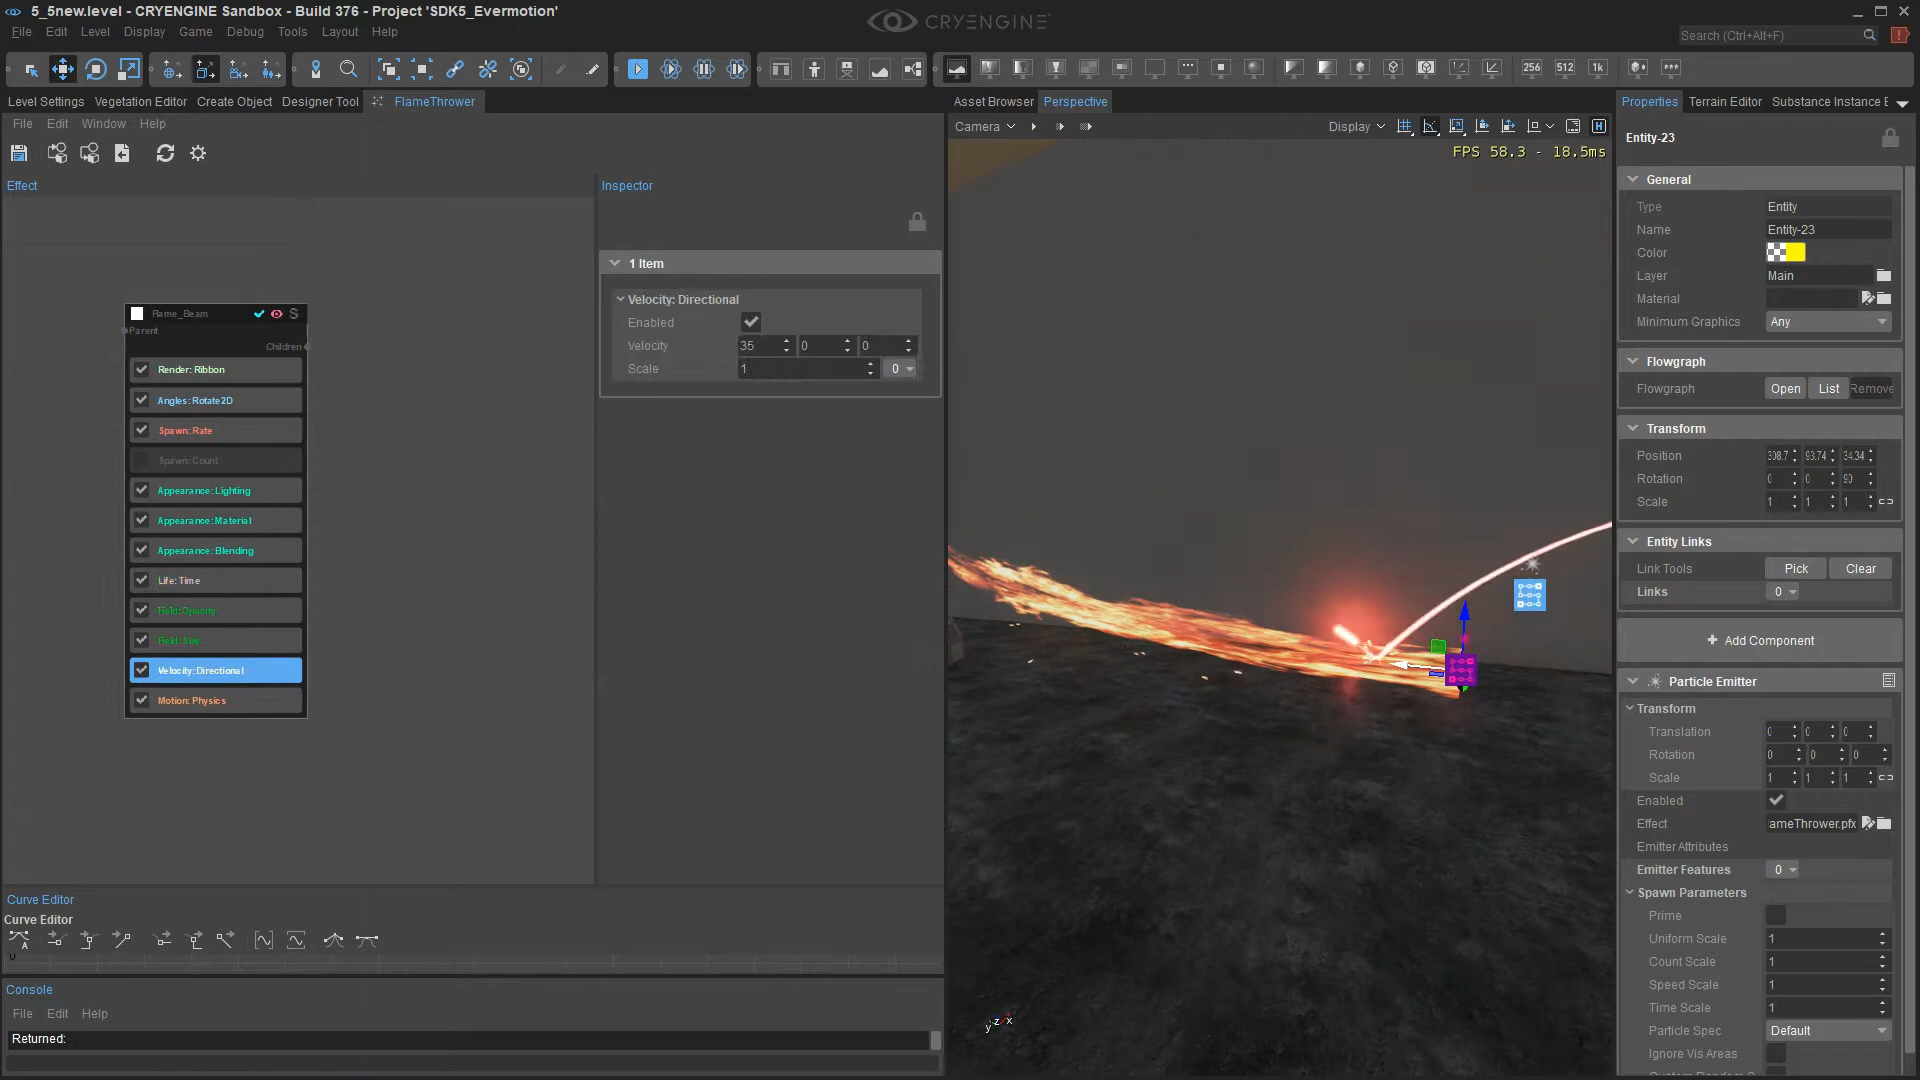 5_5new.level - CRYENGINE Sandbox - Build 376 - Project 'SDK5_Evermotion'
CRYENGINE
File Edit Level Display Game Debug Tools Layout Help
Search (Ctrl+Alt+F)
256 512 1k
Level Settings Vegetation Editor Create Object Designer Tool FlameThrower
File Edit Window Help
Effect
Flame_Beam S
Parent
Children
Render: Ribbon
Angles: Rotate2D
Spawn: Rate
Spawn: Count
Appearance: Lighting
Appearance: Material
Appearance: Blending
Life: Time
Field: Opacity
Field: Size
Velocity: Directional
Motion: Physics
Inspector
1 Item
Velocity: Directional
Enabled
Velocity 35 0 0
Scale 1 0
Curve Editor
Curve Editor
A
0
Console
File Edit Help
Returned:
Asset Browser Perspective
Camera
Display
H
FPS 58.3 - 18.5ms
y z x
Properties Terrain Editor Substance Instance E
Entity-23
General
Type Entity
Name Entity-23
Color
Layer Main
Material
Minimum Graphics Any
Flowgraph
Flowgraph Open List Remove
Transform
Position 308.7 93.74 34.34
Rotation 0 0 90
Scale 1 1 1
Entity Links
Link Tools Pick Clear
Links 0
+ Add Component
Particle Emitter
Transform
Translation 0 0 0
Rotation 0 0 0
Scale 1 1 1
Enabled
Effect ameThrower.pfx
Emitter Attributes
Emitter Features 0
Spawn Parameters
Prime
Uniform Scale 1
Count Scale 1
Speed Scale 1
Time Scale 1
Particle Spec Default
Ignore Vis Areas